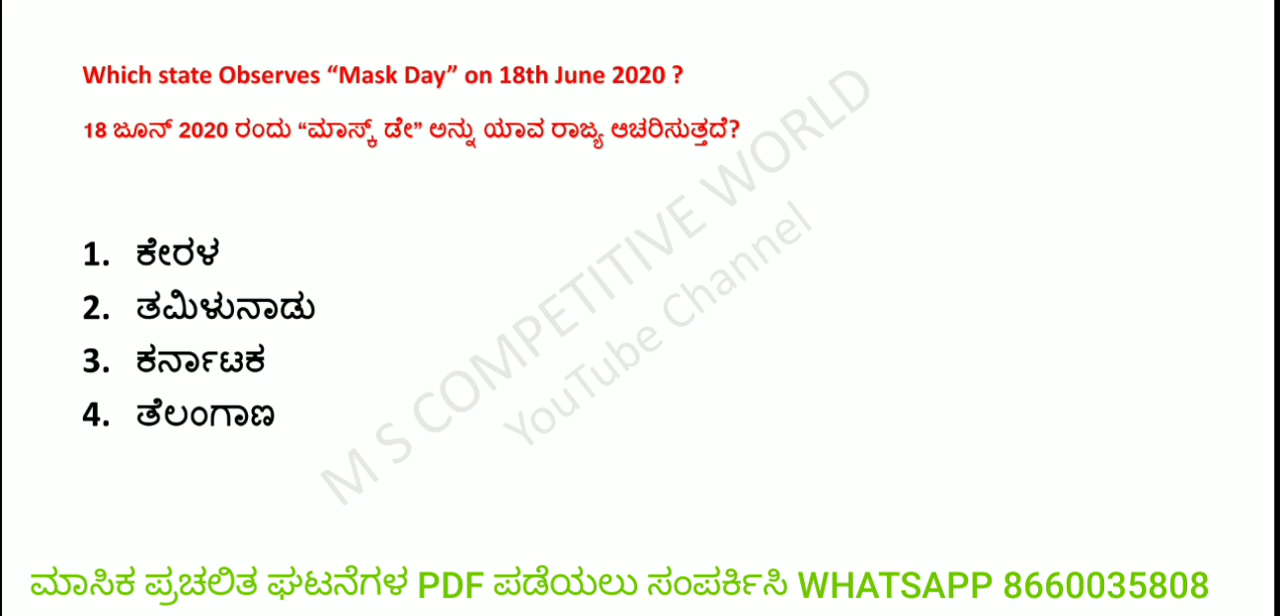 Which state Observes “Mask Day” on 18th June 2020 ?
18 ಜೂನ್ 2020 ರಂದು “ಮಾಸ್ಕ್ ಡೇ” ಅನ್ನು ಯಾವ ರಾಜ್ಯ ಆಚರಿಸುತ್ತದೆ?
1. ಕೇರಳ
2. ತಮಿಳುನಾಡು
3. ಕರ್ನಾಟಕ
4. ತೆಲಂಗಾಣ
M S COMPETITIVE WORLD
YouTube Channel
ಮಾಸಿಕ ಪ್ರಚಲಿತ ಘಟನೆಗಳ PDF ಪಡೆಯಲು ಸಂಪರ್ಕಿಸಿ WHATSAPP 8660035808